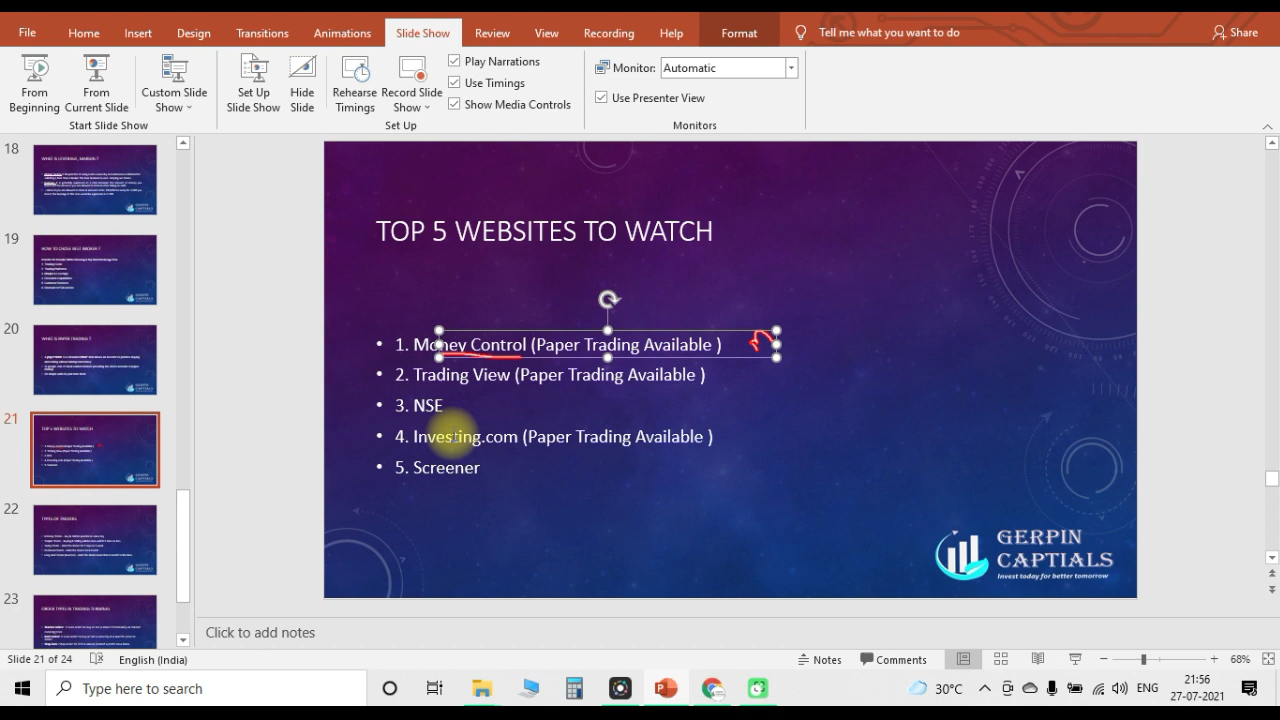 File
Home
Insert
Design
Transitions
Animations
Slide Show
Review
View
Recording
Help
Format
Tell me what you want to do
Share
From Beginning
From Current Slide
Custom Slide Show
Set Up Slide Show
Hide Slide
Rehearse Timings
Record Slide Show
Play Narrations
Use Timings
Show Media Controls
Monitor: Automatic
Use Presenter View
Start Slide Show
Set Up
Monitors
18
19
20
21
TOP 5 WEBSITES TO WATCH
22
23
TOP 5 WEBSITES TO WATCH
• 1. Money Control (Paper Trading Available )
• 2. Trading View (Paper Trading Available )
• 3. NSE
• 4. Investing.com (Paper Trading Available )
• 5. Screener
GERPIN
CAPTIALS
Invest today for better tomorrow
Click to add notes
Slide 21 of 24
English (India)
Notes
Comments
68%
Type here to search
30°C
ENG
21:56
27-07-2021